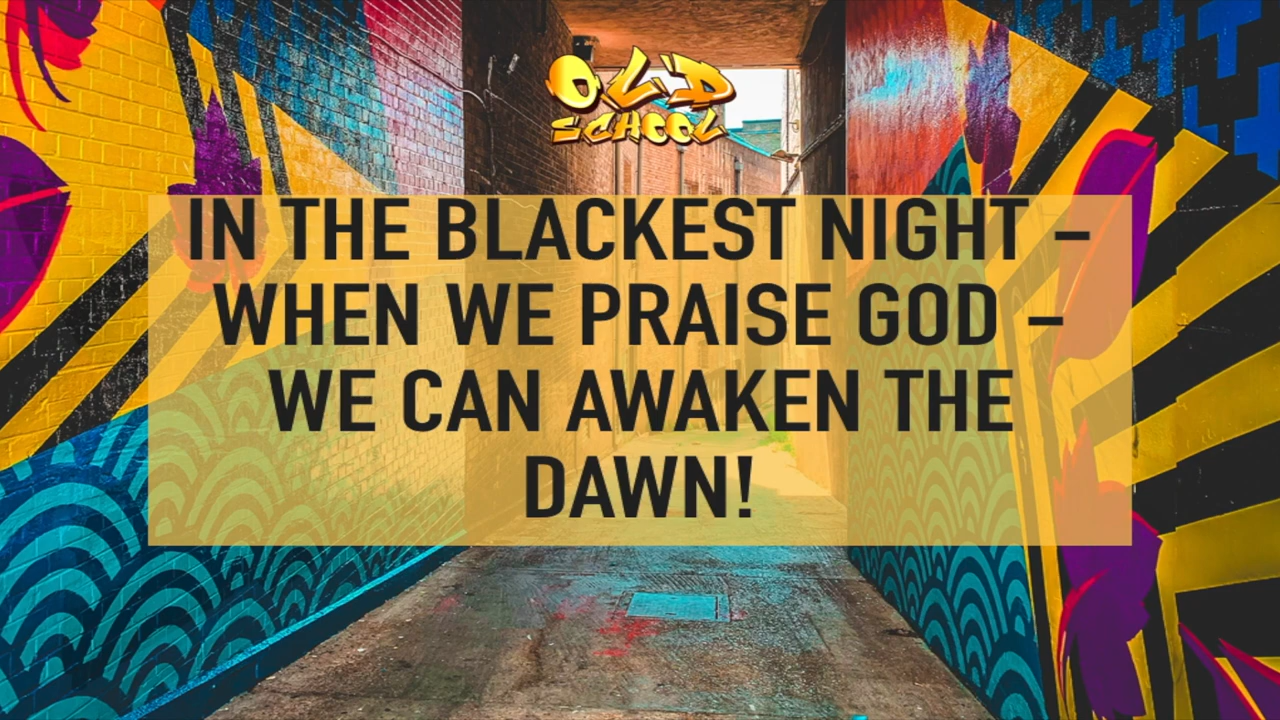 OLD
SCHOOL
IN THE BLACKEST NIGHT –
WHEN WE PRAISE GOD –
WE CAN AWAKEN THE
DAWN!